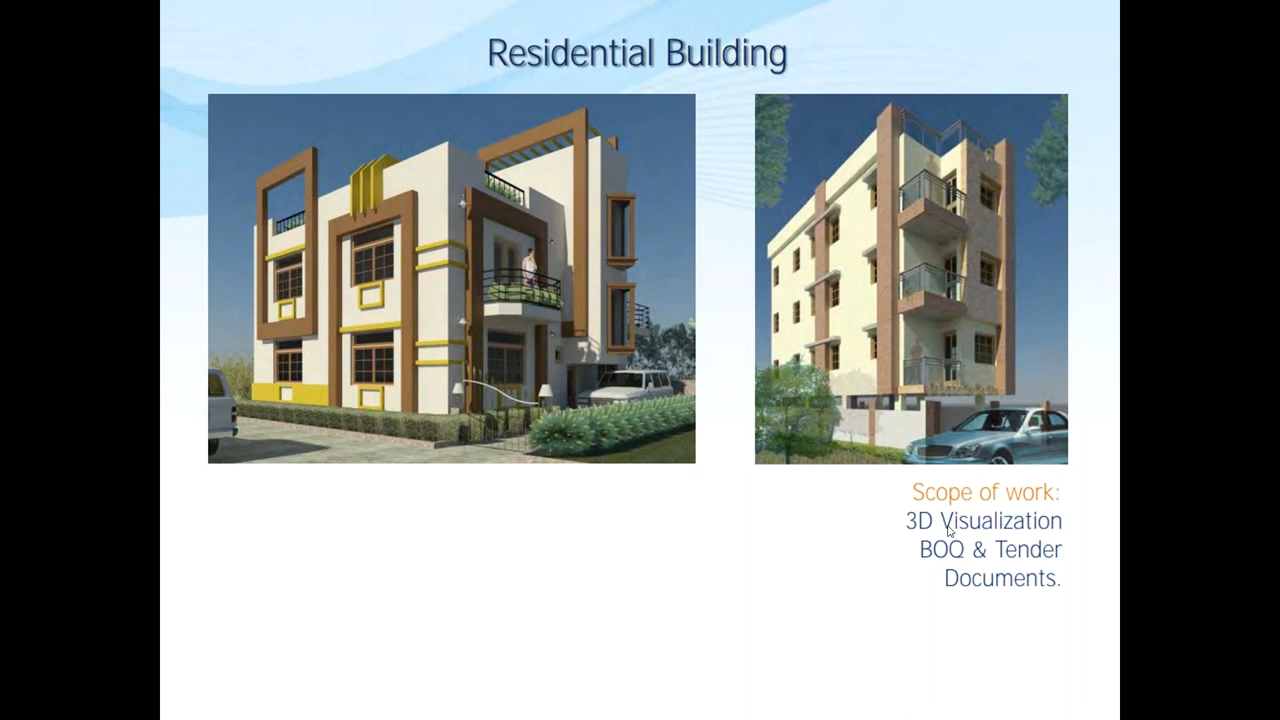 Residential Building
Scope of work:
3D Visualization
BOQ & Tender
Documents.